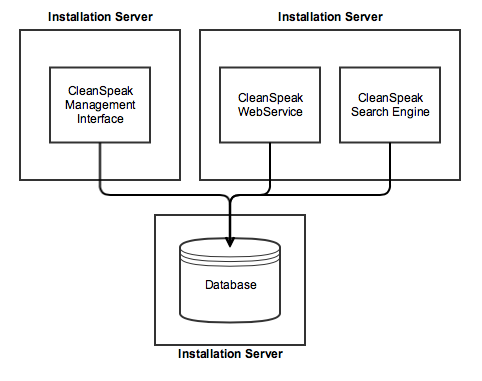 Installation Server
Installation Server
CleanSpeak
Management
Interface
CleanSpeak
WebService
CleanSpeak
Search Engine
Database
Installation Server